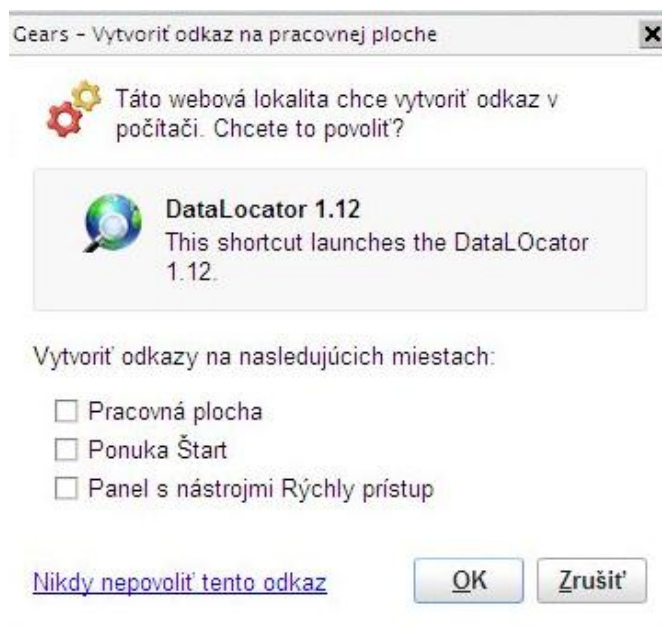 Gears – Vytvoriť odkaz na pracovnej ploche
Táto webová lokalita chce vytvoriť odkaz v
počítači. Chcete to povoliť?
DataLocator 1.12
This shortcut launches the DataLOcator
1.12.
Vytvoriť odkazy na nasledujúcich miestach:
Pracovná plocha
Ponuka Štart
Panel s nástrojmi Rýchly prístup
Nikdy nepovoliť tento odkaz
OK
Zrušiť